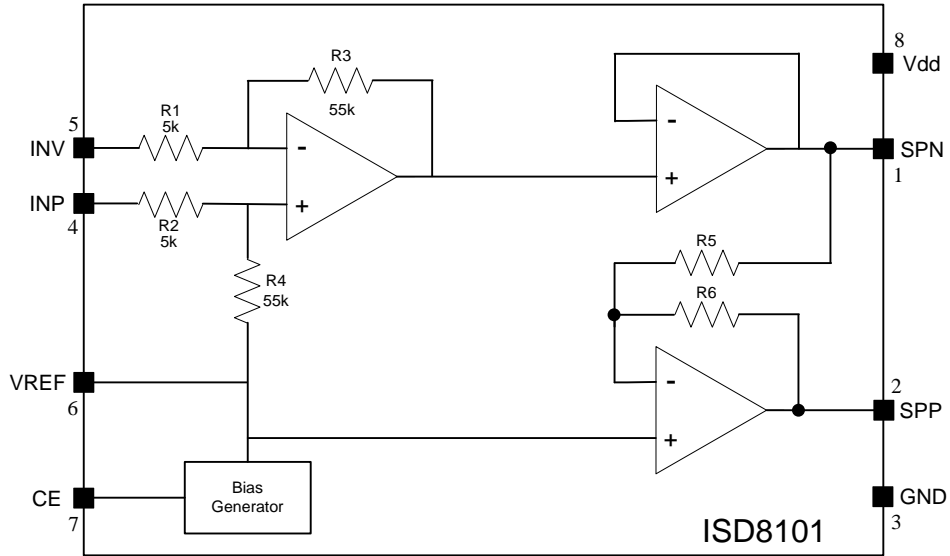 8
Vdd
R3
55k
R1
5k
5
INV
-
+
-
+
SPN
1
INP
4
R2
5k
R4
55k
R5
R6
VREF
6
-
+
2
SPP
CE
7
Bias
Generator
GND
3
ISD8101